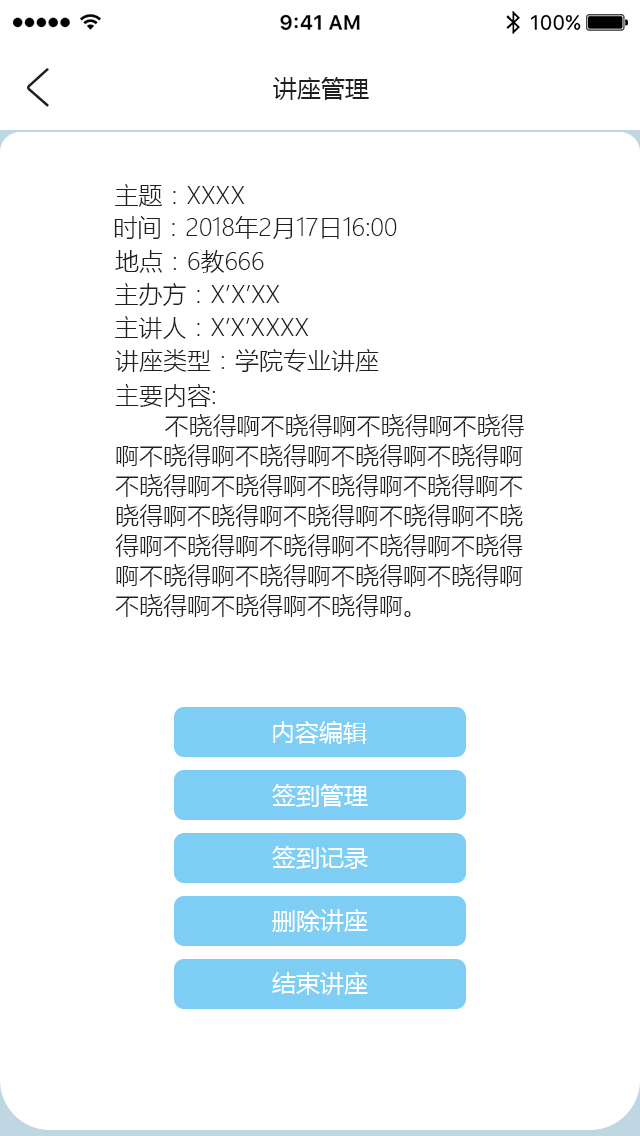 9:41 AM 100%
讲座管理
主题：XXXX
时间：2018年2月17日16:00
地点：6教666
主办方：X'X'XX
主讲人：X'X'XXXX
讲座类型：学院专业讲座
主要内容:
不晓得啊不晓得啊不晓得啊不晓得
啊不晓得啊不晓得啊不晓得啊不晓得啊
不晓得啊不晓得啊不晓得啊不晓得啊不
晓得啊不晓得啊不晓得啊不晓得啊不晓
得啊不晓得啊不晓得啊不晓得啊不晓得
啊不晓得啊不晓得啊不晓得啊不晓得啊
不晓得啊不晓得啊不晓得啊。
内容编辑
签到管理
签到记录
删除讲座
结束讲座